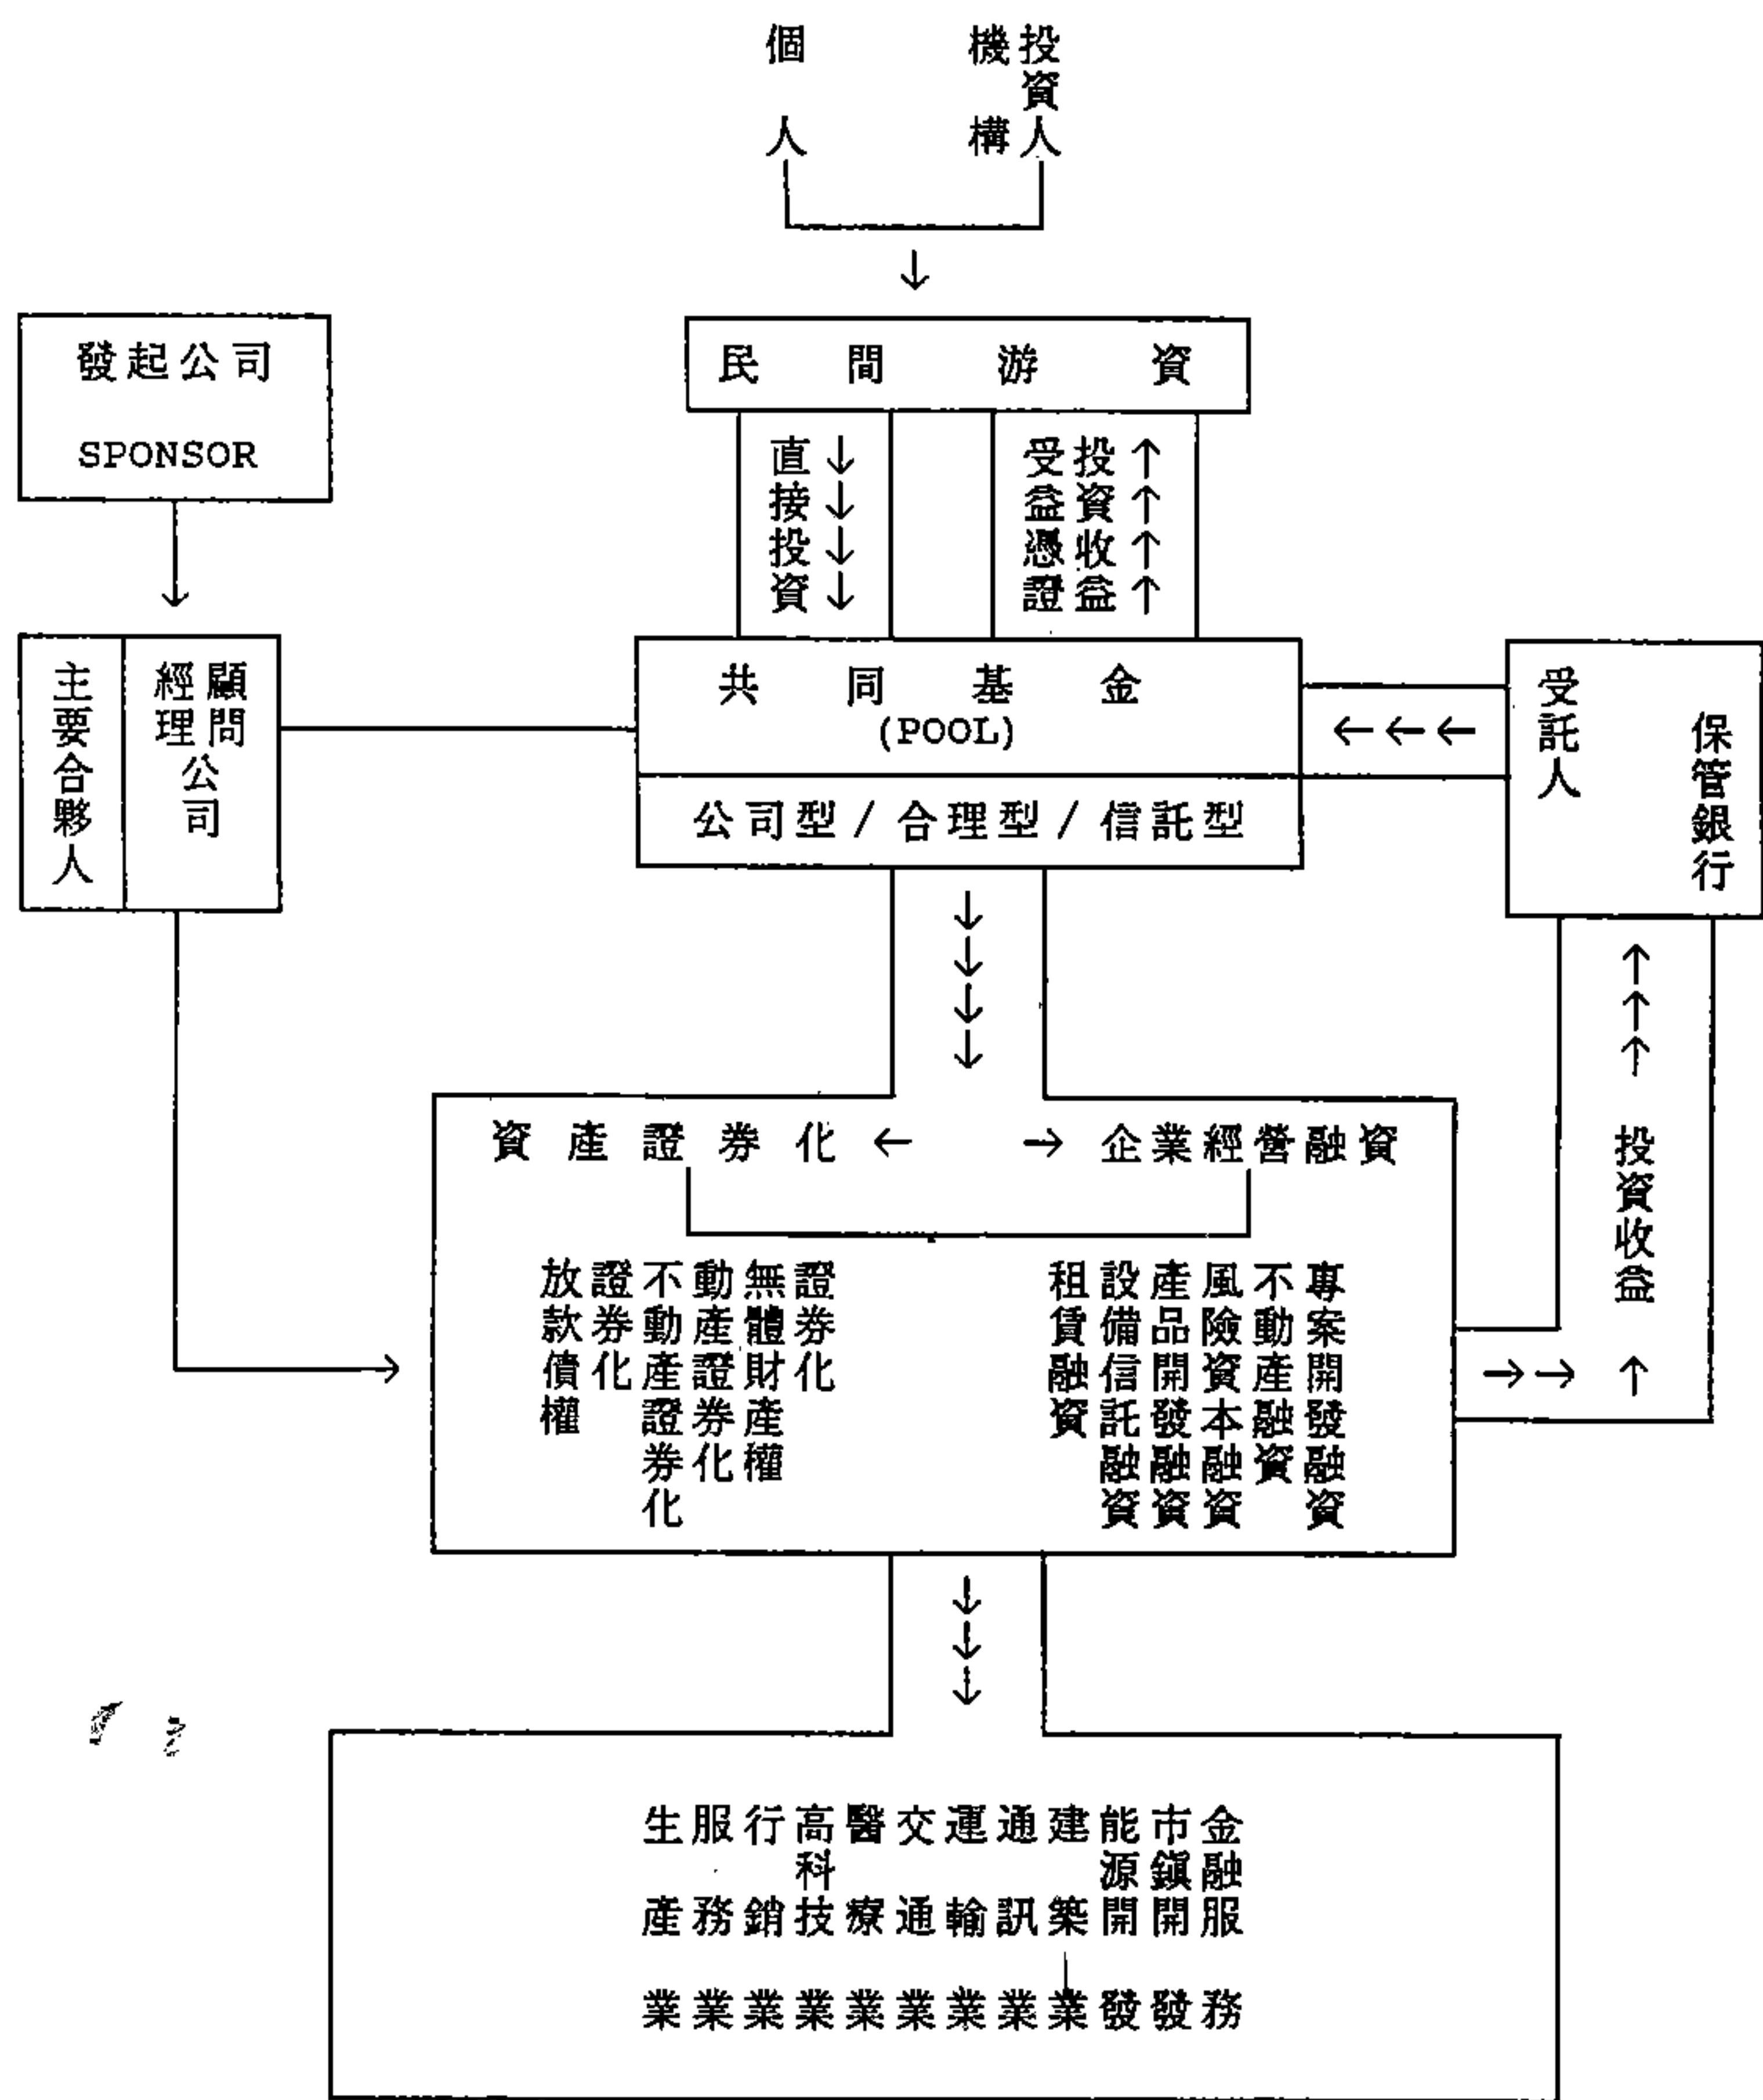 個人
機構
投資人
↓
發起公司
SPONSOR
民間游資
直接投資
↓↓↓↓
受益憑證
投資收益
↑↑↑↑
↓
主要合夥人
經理
顧問
公司
共同基金
(POOL)
公司型/合理型/信託型
←←←
受託人
保管銀行
↓↓↓↓
↑↑↑
投資收益
↑
→→
→
資產證券化← →企業經營融資
放款債權
證券化
不動產證券化
動產證券化
無體財產權
證券化
租賃融資
設備信託融資
產品開發融資
風險資本融資
不動產融資
專案開發融資
↓↓↓
生產業
服務業
行銷業
高科技業
醫療業
交通業
運輸業
通訊業
建築業
能源開發
市鎮開發
金融服務